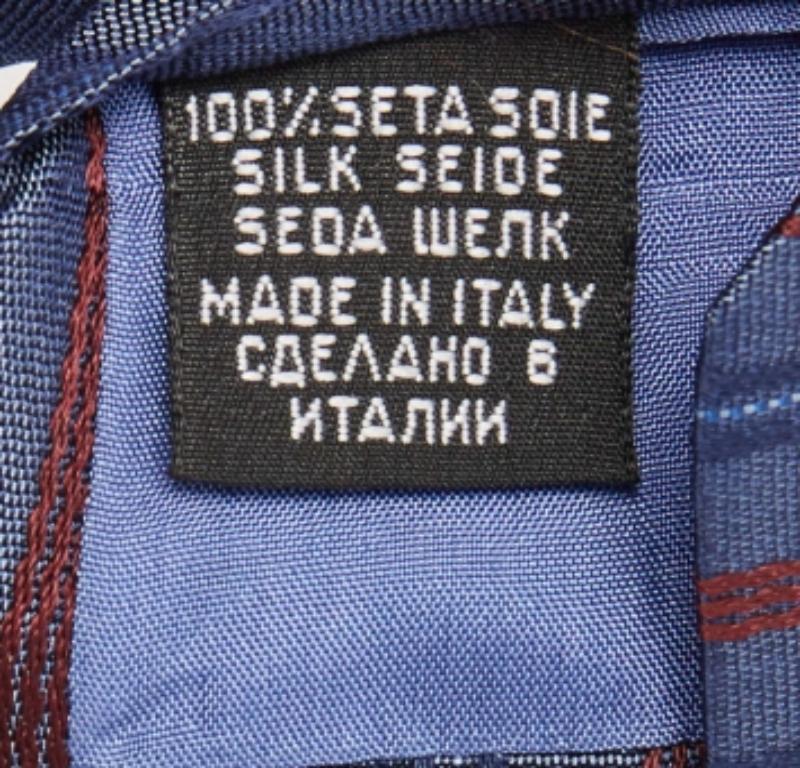 100% SETA SOIE
SILK SEIDE
SEDA ШЕЛК
MADE IN ITALY
СДЕЛАНО В
ИТАЛИИ